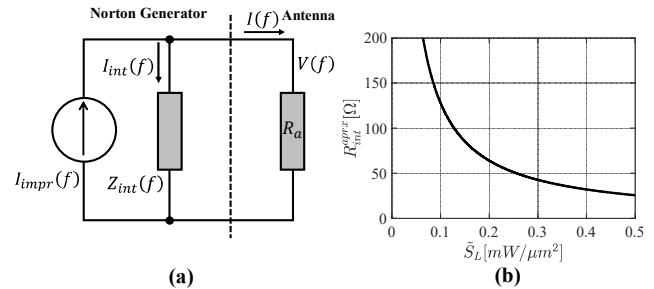 Norton Generator
I(f)
Antenna
I_int(f)
V(f)
R_a
I_impr(f)
Z_int(f)
(a)
200
150
100
50
0
R_int^aprx[Ω]
0
0.1
0.2
0.3
0.4
0.5
S̃_L[mW/μm²]
(b)